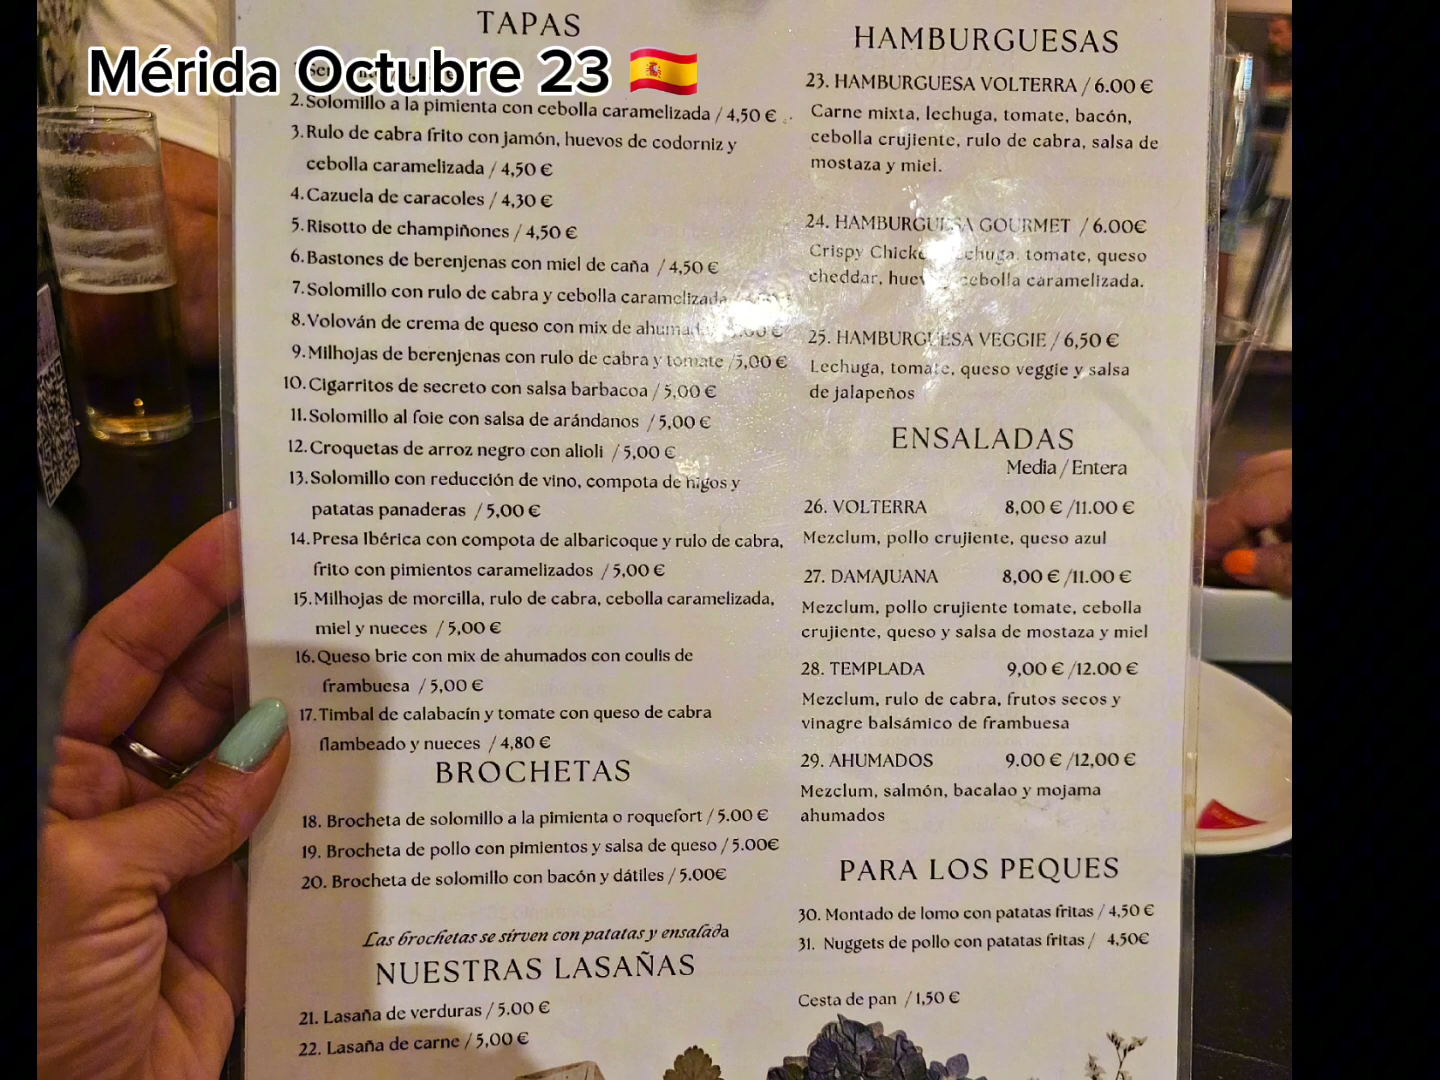 Mérida Octubre 23 🇪🇸
TAPAS
2. Solomillo a la pimienta con cebolla caramelizada / 4,50 €
3. Rulo de cabra frito con jamón, huevos de codorniz y
cebolla caramelizada / 4,50 €
4. Cazuela de caracoles / 4,30 €
5. Risotto de champiñones / 4,50 €
6. Bastones de berenjenas con miel de caña / 4,50 €
7. Solomillo con rulo de cabra y cebolla caramelizada
8. Volován de crema de queso con mix de
9. Milhojas de berenjenas con rulo de cabra y tomate /5,00 €
10. Cigarritos de secreto con salsa barbacoa / 5,00 €
11. Solomillo al foie con salsa de arándanos / 5,00 €
12. Croquetas de arroz negro con alioli / 5,00 €
13. Solomillo con reducción de vino, compota de higos y
patatas panaderas / 5,00 €
14. Presa Ibérica con compota de albaricoque y rulo de cabra,
frito con pimientos caramelizados / 5,00 €
15. Milhojas de morcilla, rulo de cabra, cebolla caramelizada,
miel y nueces / 5,00 €
16. Queso brie con mix de ahumados con coulis de
frambuesa / 5,00 €
17. Timbal de calabacín y tomate con queso de cabra
flambeado y nueces / 4,80 €
BROCHETAS
18. Brocheta de solomillo a la pimienta o roquefort / 5.00 €
19. Brocheta de pollo con pimientos y salsa de queso / 5.00€
20. Brocheta de solomillo con bacón y dátiles / 5.00€
Las brochetas se sirven con patatas y ensalada
NUESTRAS LASAÑAS
21. Lasaña de verduras / 5.00 €
22. Lasaña de carne / 5,00 €
HAMBURGUESAS
23. HAMBURGUESA VOLTERRA / 6.00 €
Carne mixta, lechuga, tomate, bacón,
cebolla crujiente, rulo de cabra, salsa de
mostaza y miel.
24. HAMBURGUESA GOURMET / 6.00€
Crispy lechuga, tomate, queso
cheddar, cebolla caramelizada.
25. HAMBURGUESA VEGGIE / 6,50 €
Lechuga, tomate, queso veggie y salsa
de jalapeños
ENSALADAS
Media / Entera
26. VOLTERRA 8,00 € /11.00 €
Mezclum, pollo crujiente, queso azul
27. DAMAJUANA 8,00 € /11.00 €
Mezclum, pollo crujiente tomate, cebolla
crujiente, queso y salsa de mostaza y miel
28. TEMPLADA 9,00 € /12.00 €
Mezclum, rulo de cabra, frutos secos y
vinagre balsámico de frambuesa
29. AHUMADOS 9.00 € /12,00 €
Mezclum, salmón, bacalao y mojama
ahumados
PARA LOS PEQUES
30. Montado de lomo con patatas fritas / 4,50 €
31. Nuggets de pollo con patatas fritas / 4,50€
Cesta de pan / 1,50 €